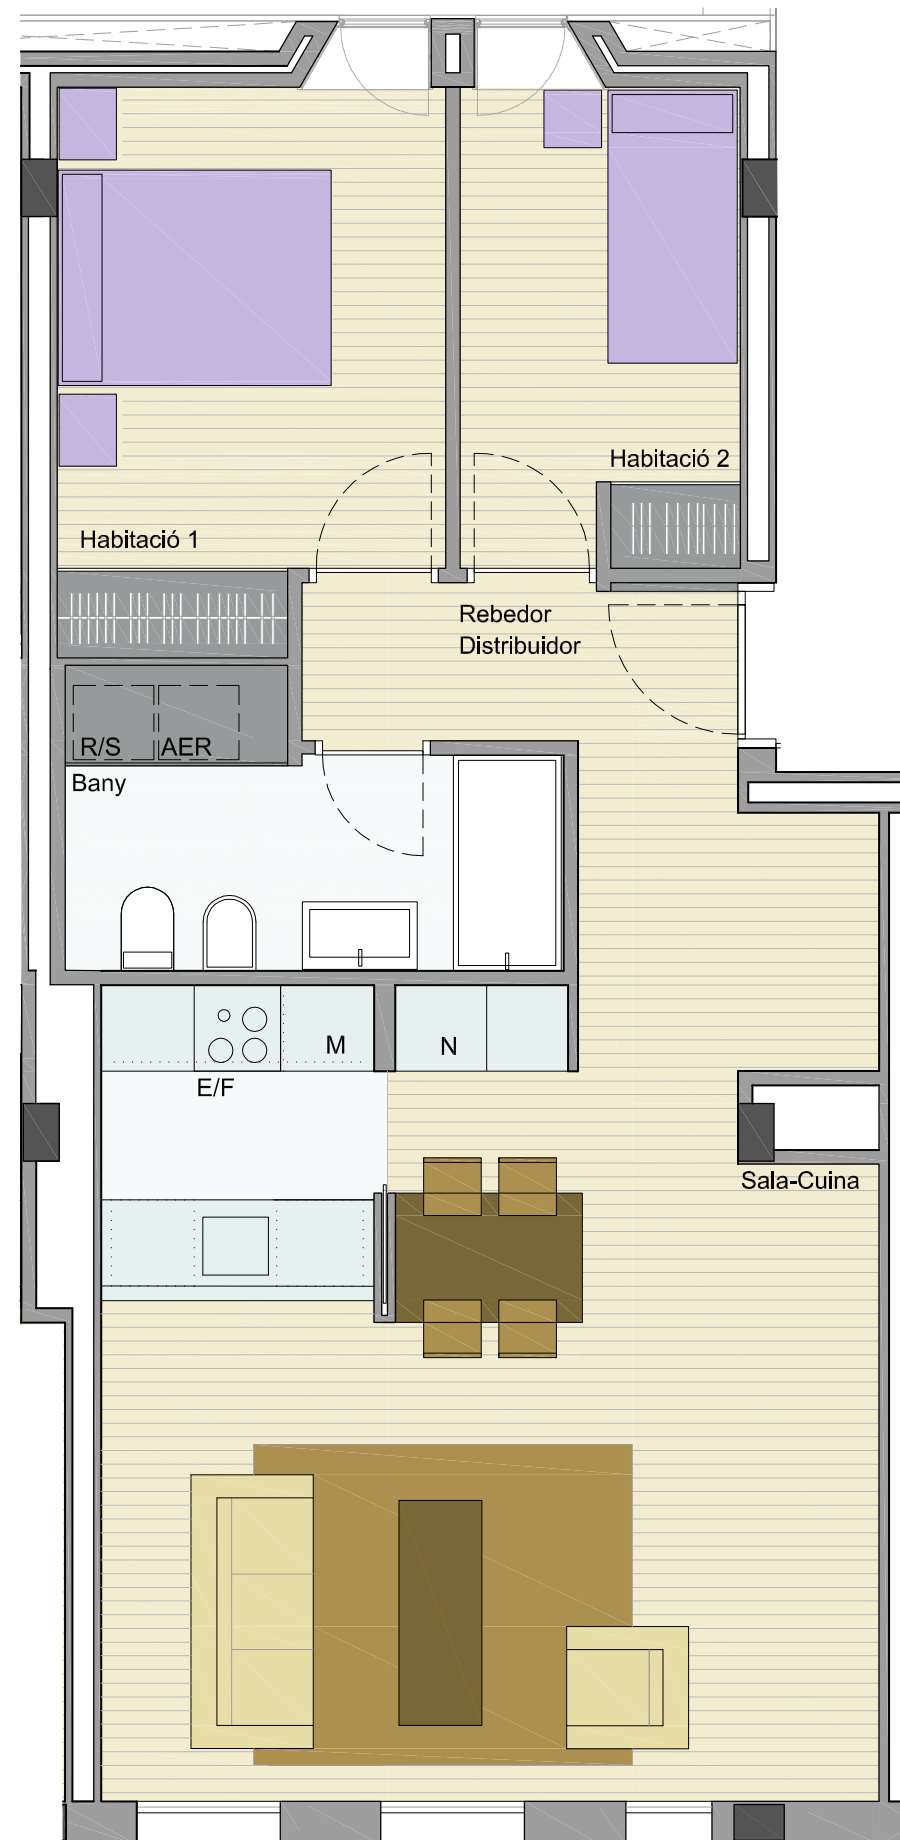 Habitació 2
Habitació 1
Rebedor
Distribuidor
R/S
AER
Bany
M
N
E/F
Sala-Cuina